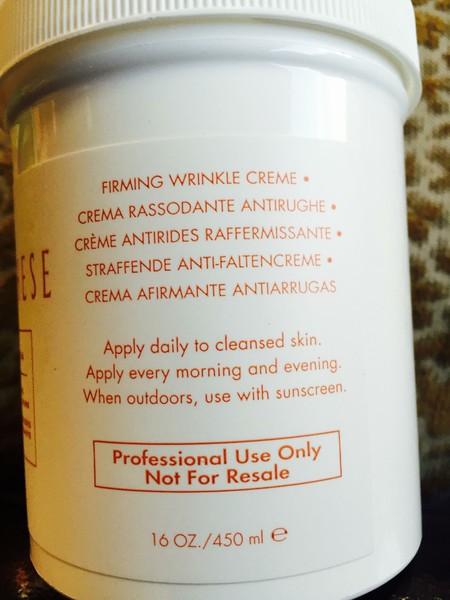 FIRMING WRINKLE CREME •
CREMA RASSODANTE ANTIRUGHE •
CRÈME ANTIRIDES RAFFERMISSANTE •
STRAFFENDE ANTI-FALTENCREME •
CREMA AFIRMANTE ANTIARRUGAS
ESE
Apply daily to cleansed skin.
Apply every morning and evening.
When outdoors, use with sunscreen.
Professional Use Only
Not For Resale
16 OZ./450 ml ℮